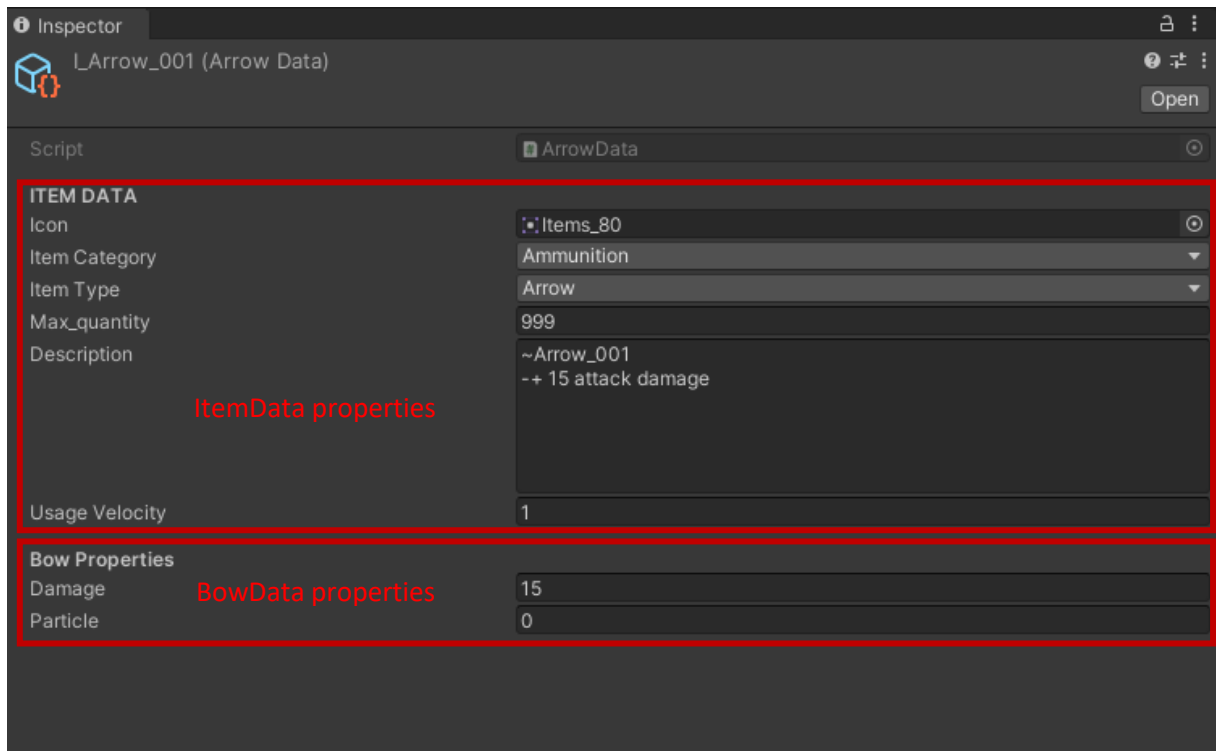 Inspector
I_Arrow_001 (Arrow Data)
Open
Script ArrowData
ITEM DATA
Icon Items_80
Item Category Ammunition
Item Type Arrow
Max_quantity 999
Description ~Arrow_001
-+ 15 attack damage
ItemData properties
Usage Velocity 1
Bow Properties
Damage BowData properties 15
Particle 0